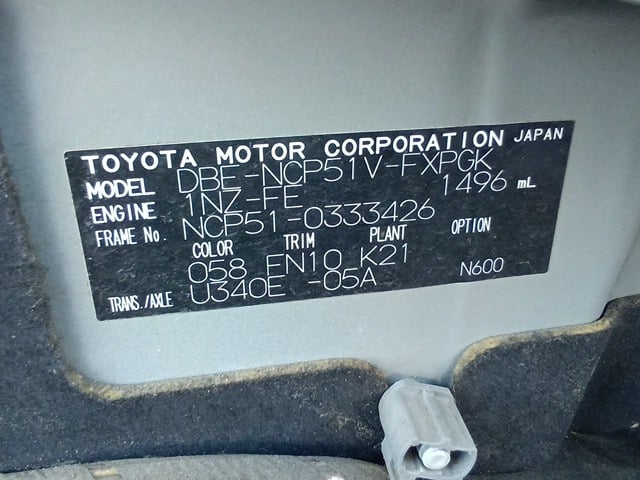 TOYOTA MOTOR CORPORATION JAPAN
MODEL DBE-NCP51V-FXPGK
ENGINE 1NZ-FE 1496 mL
FRAME No. NCP51-0333426
COLOR TRIM PLANT OPTION
058 FN10 K21
TRANS./AXLE U340E -05A N600